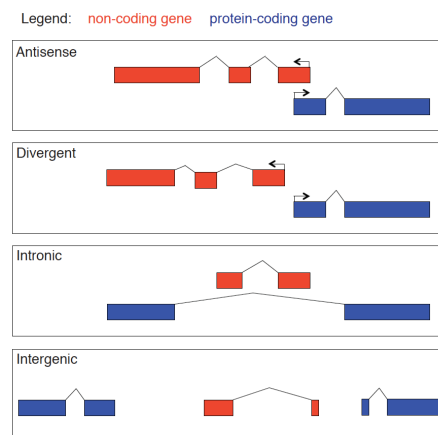 Legend: non-coding gene protein-coding gene
Antisense
Divergent
Intronic
Intergenic